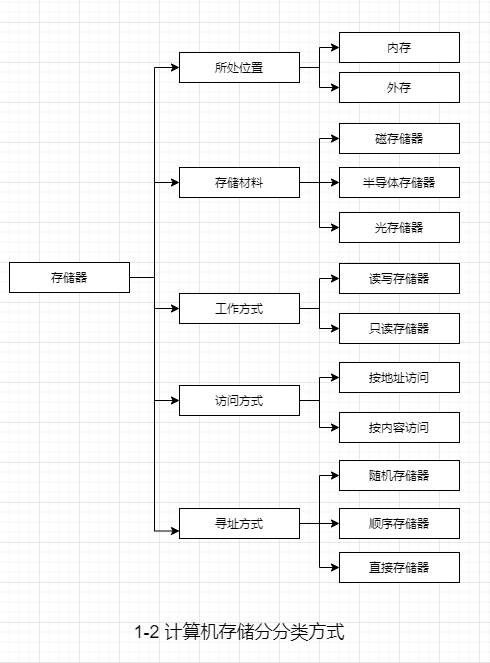 所处位置
内存
外存
存储材料
磁存储器
半导体存储器
光存储器
存储器
工作方式
读写存储器
只读存储器
访问方式
按地址访问
按内容访问
寻址方式
随机存储器
顺序存储器
直接存储器
1-2 计算机存储分分类方式